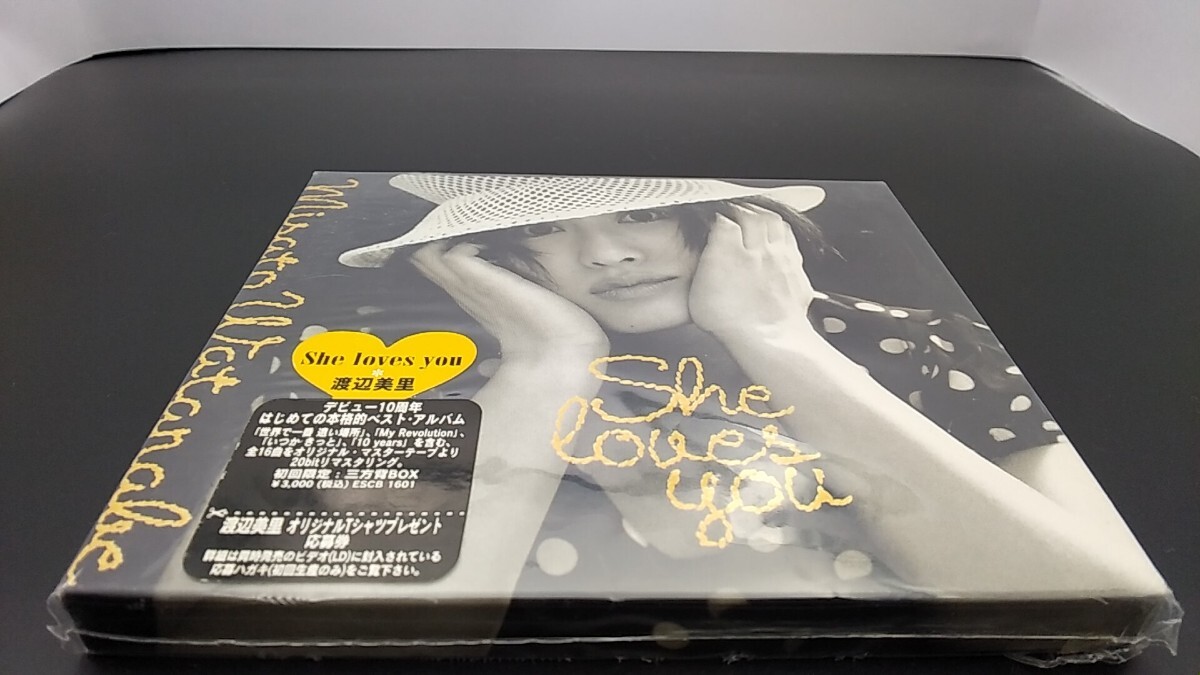 Misato Watanabe
She loves you
渡辺美里
デビュー10周年
はじめての本格的ベスト・アルバム
「世界で一番 遠い場所」、「My Revolution」、
「いつか きっと」、「10 years」を含む、
全16曲をオリジナル・マスターテープより
20bitリマスタリング。
初回限定:三方背BOX
¥3,000(税込) ESCB 1601
渡辺美里 オリジナルTシャツプレゼント
応募券
詳細は同時発売のビデオ(LD)に封入されている
応募ハガキ(初回生産のみ)をご覧下さい。
She
loves
you